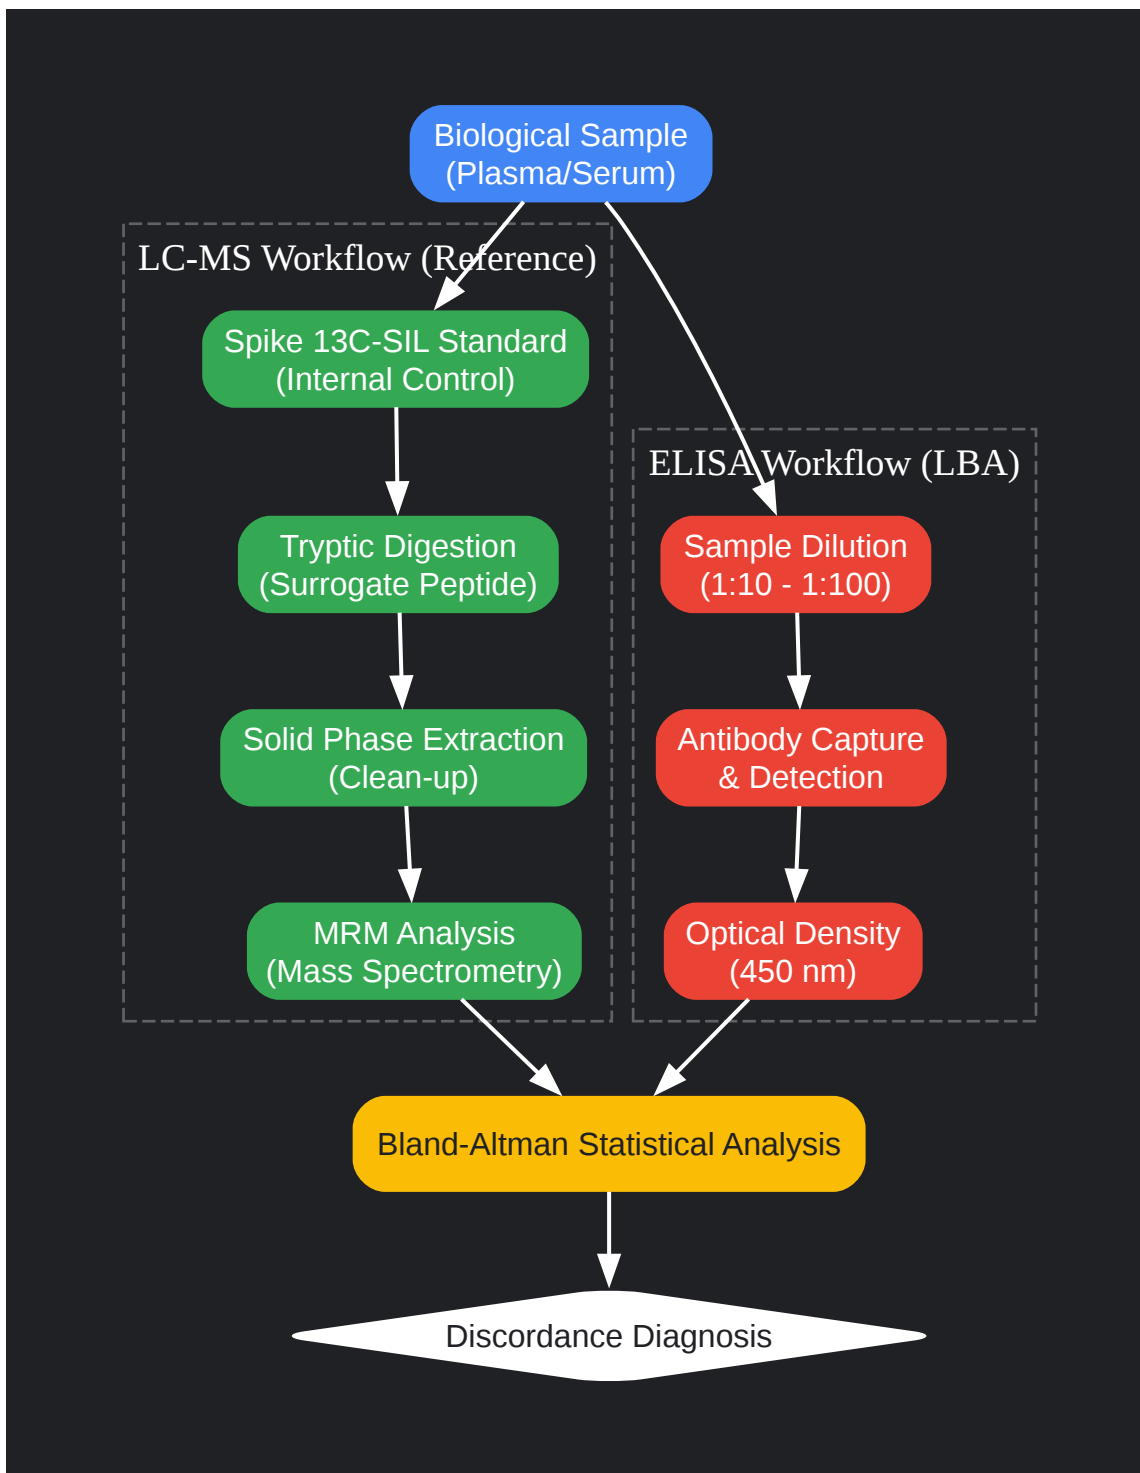 Biological Sample
(Plasma/Serum)
LC-MS Workflow (Reference)
Spike 13C-SIL Standard
(Internal Control)
Tryptic Digestion
(Surrogate Peptide)
Solid Phase Extraction
(Clean-up)
MRM Analysis
(Mass Spectrometry)
ELISA Workflow (LBA)
Sample Dilution
(1:10 - 1:100)
Antibody Capture
& Detection
Optical Density
(450 nm)
Bland-Altman Statistical Analysis
Discordance Diagnosis